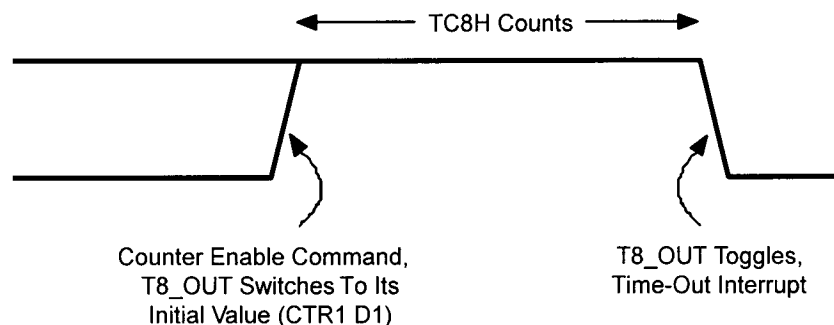 TC8H Counts
Counter Enable Command,
T8_OUT Switches To Its
Initial Value (CTR1 D1)
T8_OUT Toggles,
Time-Out Interrupt